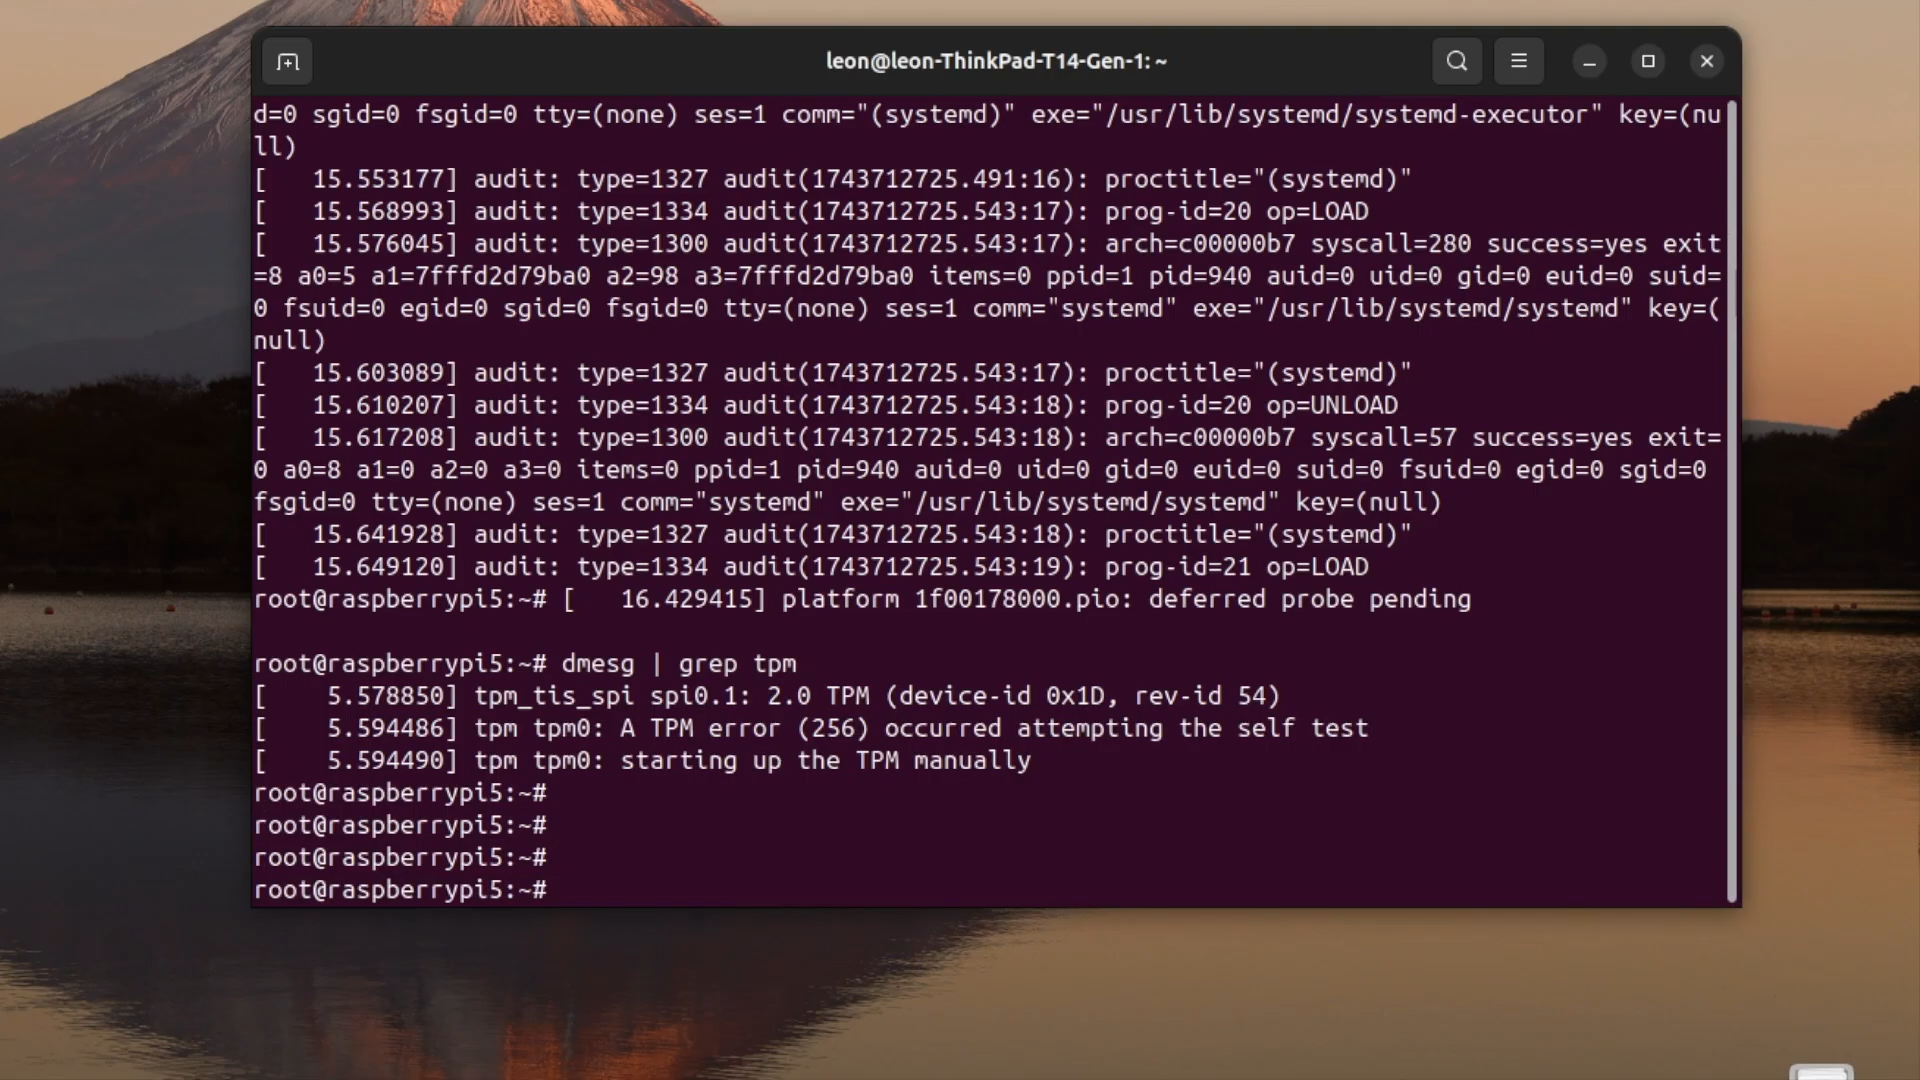 leon@leon-ThinkPad-T14-Gen-1: ~
d=0 sgid=0 fsgid=0 tty=(none) ses=1 comm="(systemd)" exe="/usr/lib/systemd/systemd-executor" key=(nu
ll)
[   15.553177] audit: type=1327 audit(1743712725.491:16): proctitle="(systemd)"
[   15.568993] audit: type=1334 audit(1743712725.543:17): prog-id=20 op=LOAD
[   15.576045] audit: type=1300 audit(1743712725.543:17): arch=c00000b7 syscall=280 success=yes exit
=8 a0=5 a1=7fffd2d79ba0 a2=98 a3=7fffd2d79ba0 items=0 ppid=1 pid=940 auid=0 uid=0 gid=0 euid=0 suid=
0 fsuid=0 egid=0 sgid=0 fsgid=0 tty=(none) ses=1 comm="systemd" exe="/usr/lib/systemd/systemd" key=(
null)
[   15.603089] audit: type=1327 audit(1743712725.543:17): proctitle="(systemd)"
[   15.610207] audit: type=1334 audit(1743712725.543:18): prog-id=20 op=UNLOAD
[   15.617208] audit: type=1300 audit(1743712725.543:18): arch=c00000b7 syscall=57 success=yes exit=
0 a0=8 a1=0 a2=0 a3=0 items=0 ppid=1 pid=940 auid=0 uid=0 gid=0 euid=0 suid=0 fsuid=0 egid=0 sgid=0
fsgid=0 tty=(none) ses=1 comm="systemd" exe="/usr/lib/systemd/systemd" key=(null)
[   15.641928] audit: type=1327 audit(1743712725.543:18): proctitle="(systemd)"
[   15.649120] audit: type=1334 audit(1743712725.543:19): prog-id=21 op=LOAD
root@raspberrypi5:~# [   16.429415] platform 1f00178000.pio: deferred probe pending
root@raspberrypi5:~# dmesg | grep tpm
[    5.578850] tpm_tis_spi spi0.1: 2.0 TPM (device-id 0x1D, rev-id 54)
[    5.594486] tpm tpm0: A TPM error (256) occurred attempting the self test
[    5.594490] tpm tpm0: starting up the TPM manually
root@raspberrypi5:~#
root@raspberrypi5:~#
root@raspberrypi5:~#
root@raspberrypi5:~#